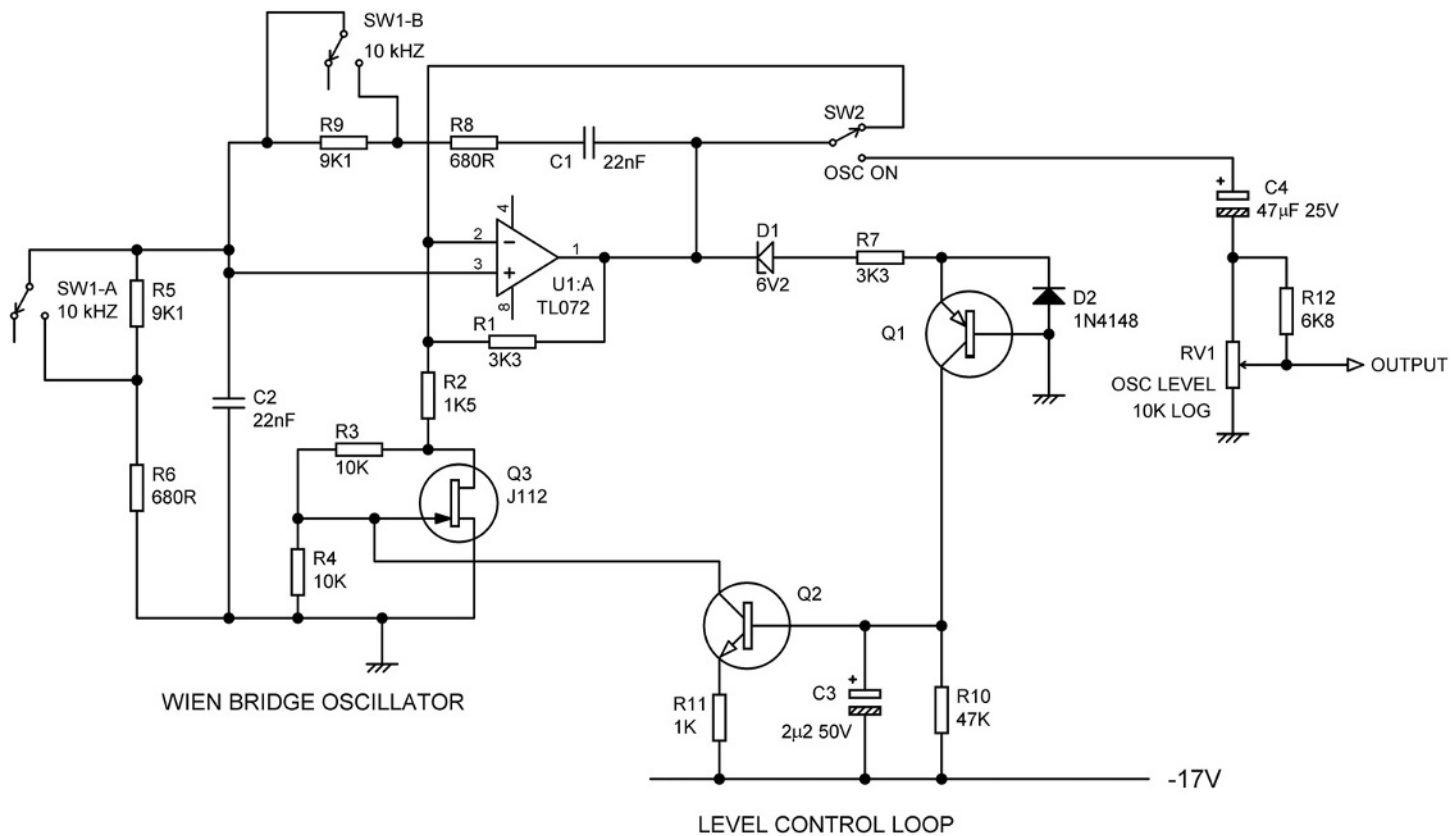 SW1-B
10 kHZ
R9
9K1
R8
680R
C1
22nF
SW2
OSC ON
C4
47µF 25V
+
4
2
−
3
+
1
8
U1:A
TL072
D1
6V2
R7
3K3
D2
1N4148
Q1
R12
6K8
RV1
OSC LEVEL
10K LOG
OUTPUT
SW1-A
10 kHZ
R5
9K1
R1
3K3
R2
1K5
C2
22nF
R3
10K
Q3
J112
R6
680R
R4
10K
Q2
R11
1K
+
C3
2µ2 50V
R10
47K
WIEN BRIDGE OSCILLATOR
-17V
LEVEL CONTROL LOOP